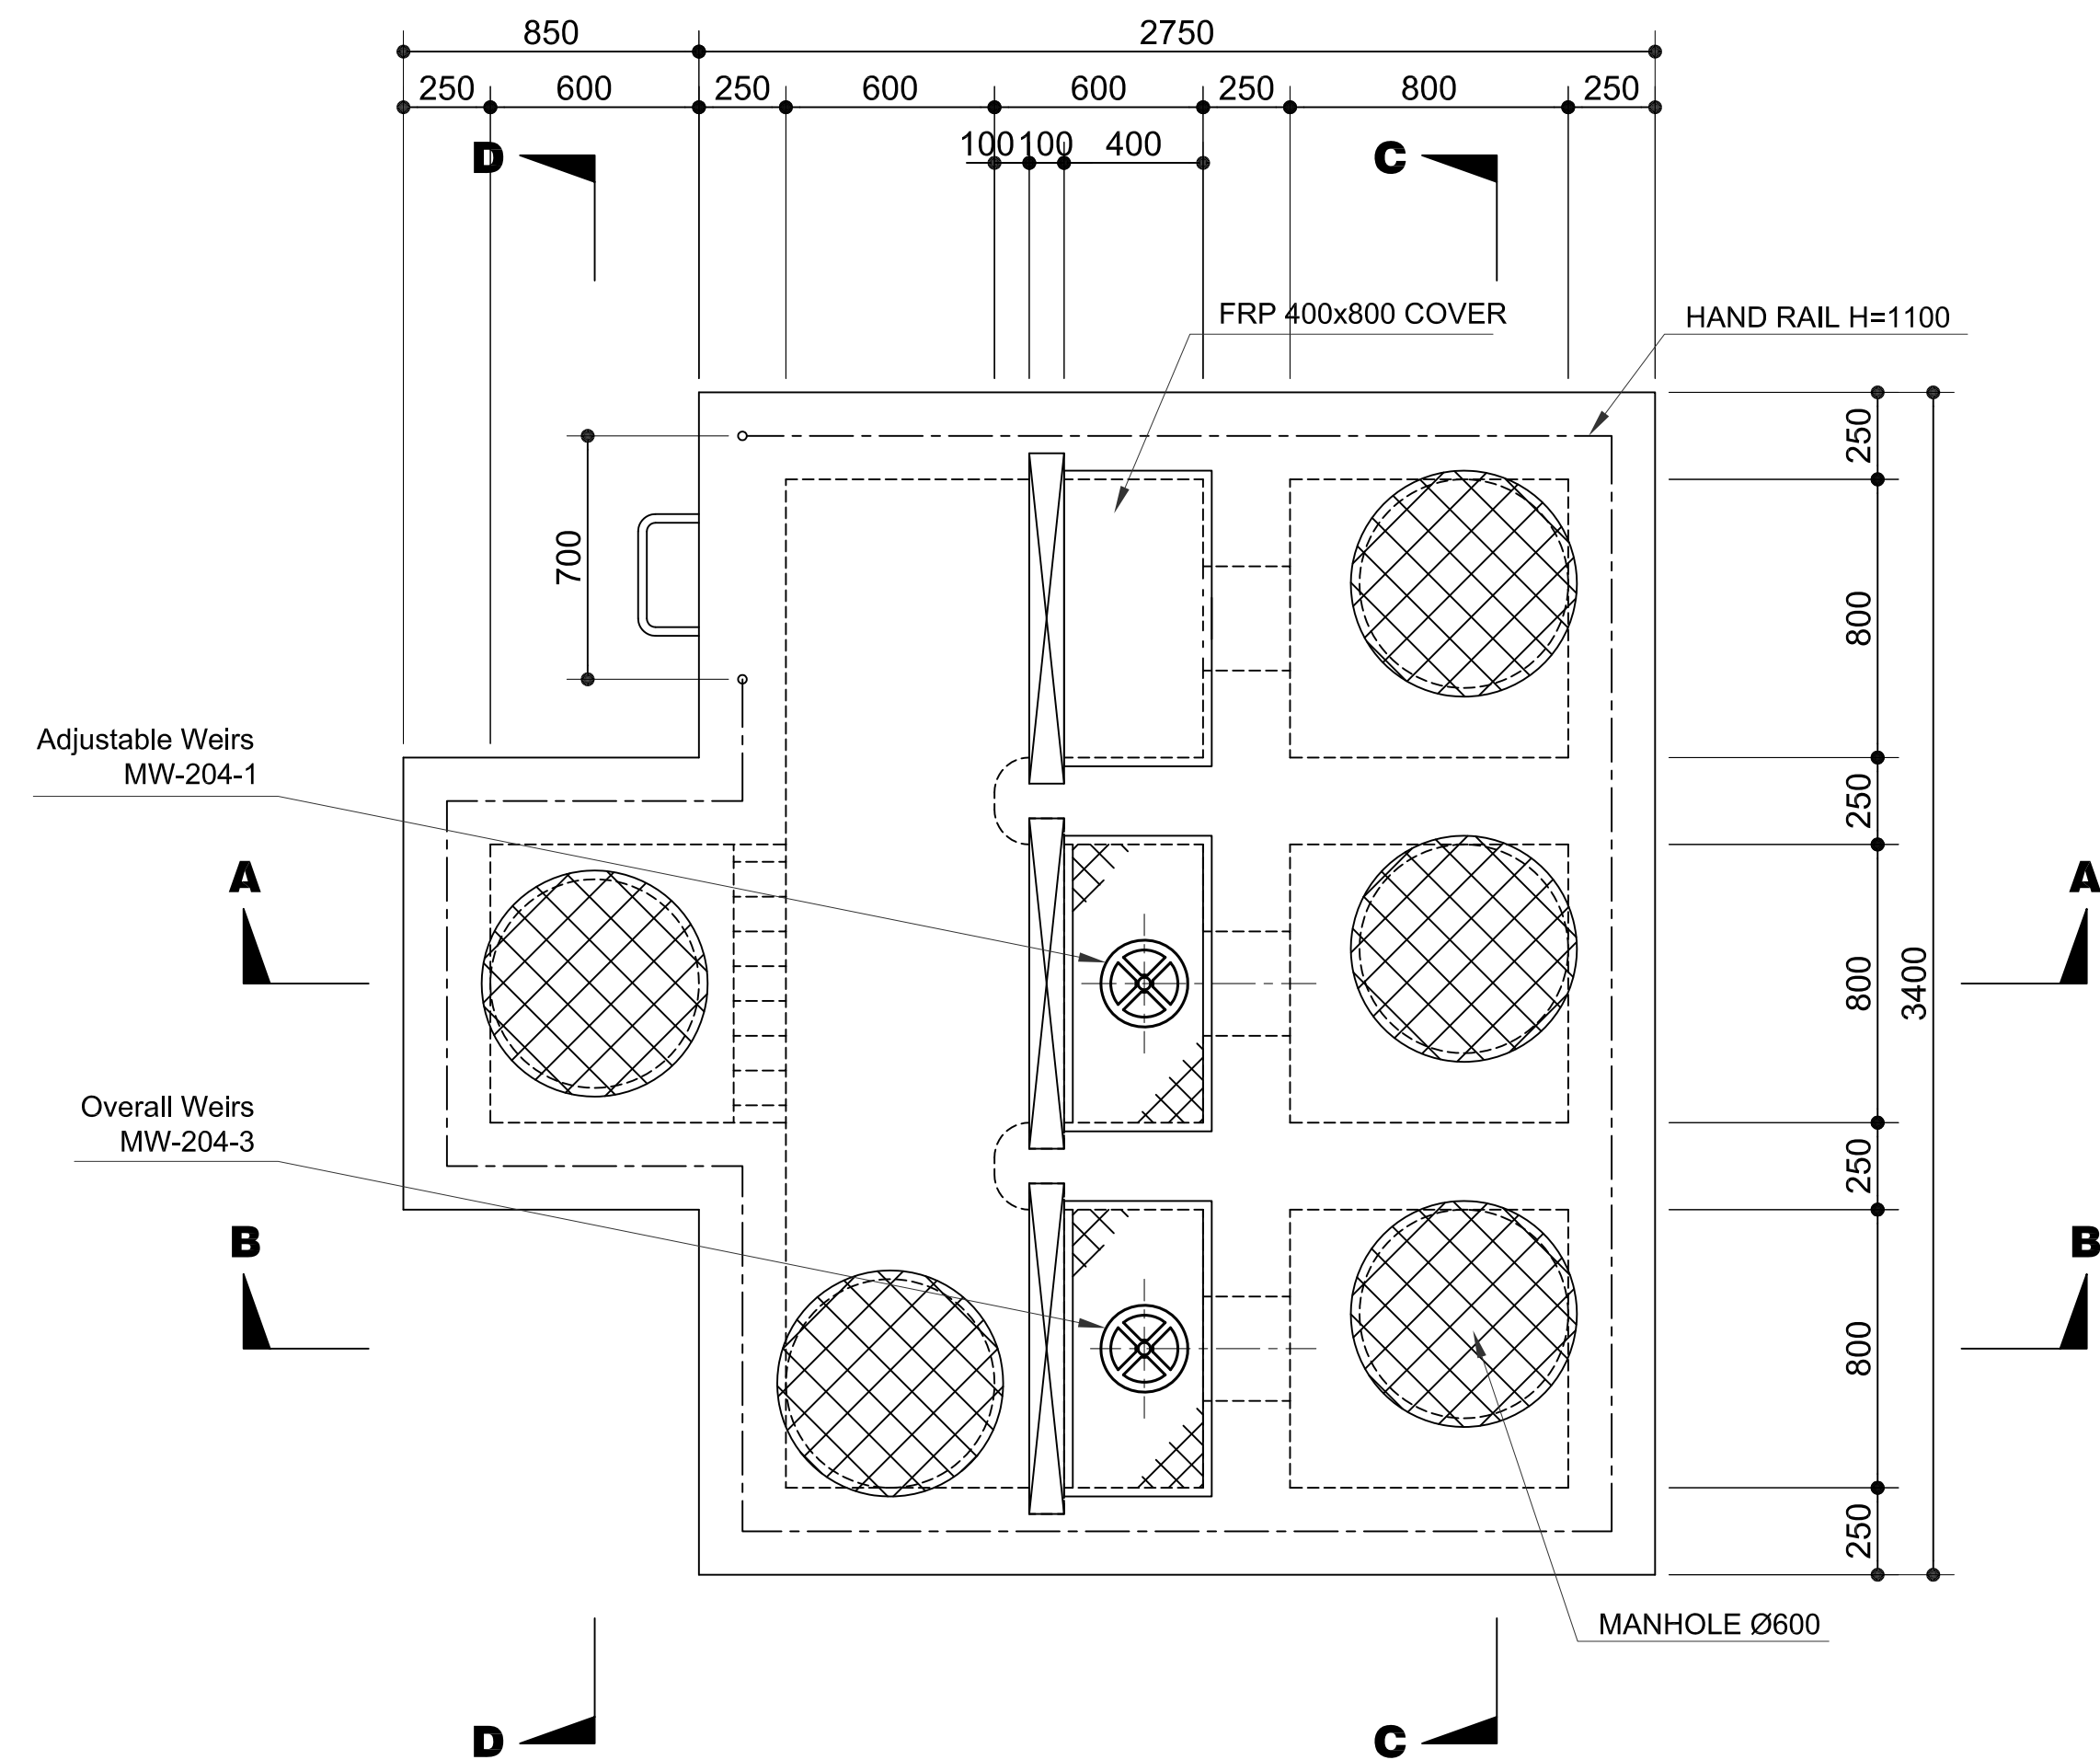 850 2750
250 600 250 600 600 250 800 250
100 100 400
D C
FRP 400x800 COVER
HAND RAIL H=1100
250
700
800
Adjustable Weirs
MW-204-1
250
A A
800
3400
Overall Weirs
MW-204-3
250
B B
800
250
MANHOLE Ø600
D C